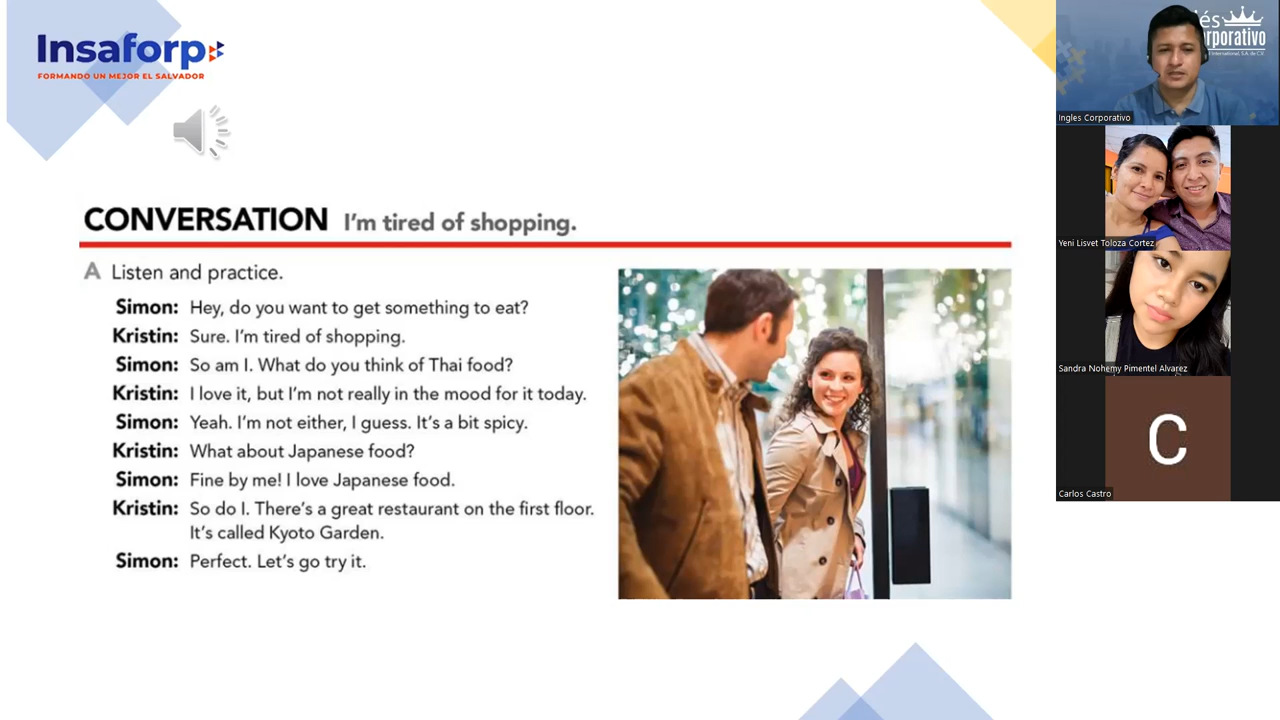 Insaforp
FORMANDO UN MEJOR EL SALVADOR
CONVERSATION I'm tired of shopping.
A Listen and practice.
Simon: Hey, do you want to get something to eat?
Kristin: Sure. I'm tired of shopping.
Simon: So am I. What do you think of Thai food?
Kristin: I love it, but I'm not really in the mood for it today.
Simon: Yeah. I'm not either, I guess. It's a bit spicy.
Kristin: What about Japanese food?
Simon: Fine by me! I love Japanese food.
Kristin: So do I. There's a great restaurant on the first floor.
It's called Kyoto Garden.
Simon: Perfect. Let's go try it.
és
rporativo
International, S.A. de C.V.
Ingles Corporativo
Yeni Lisvet Toloza Cortez
Sandra Nohemy Pimentel Alvarez
C
Carlos Castro